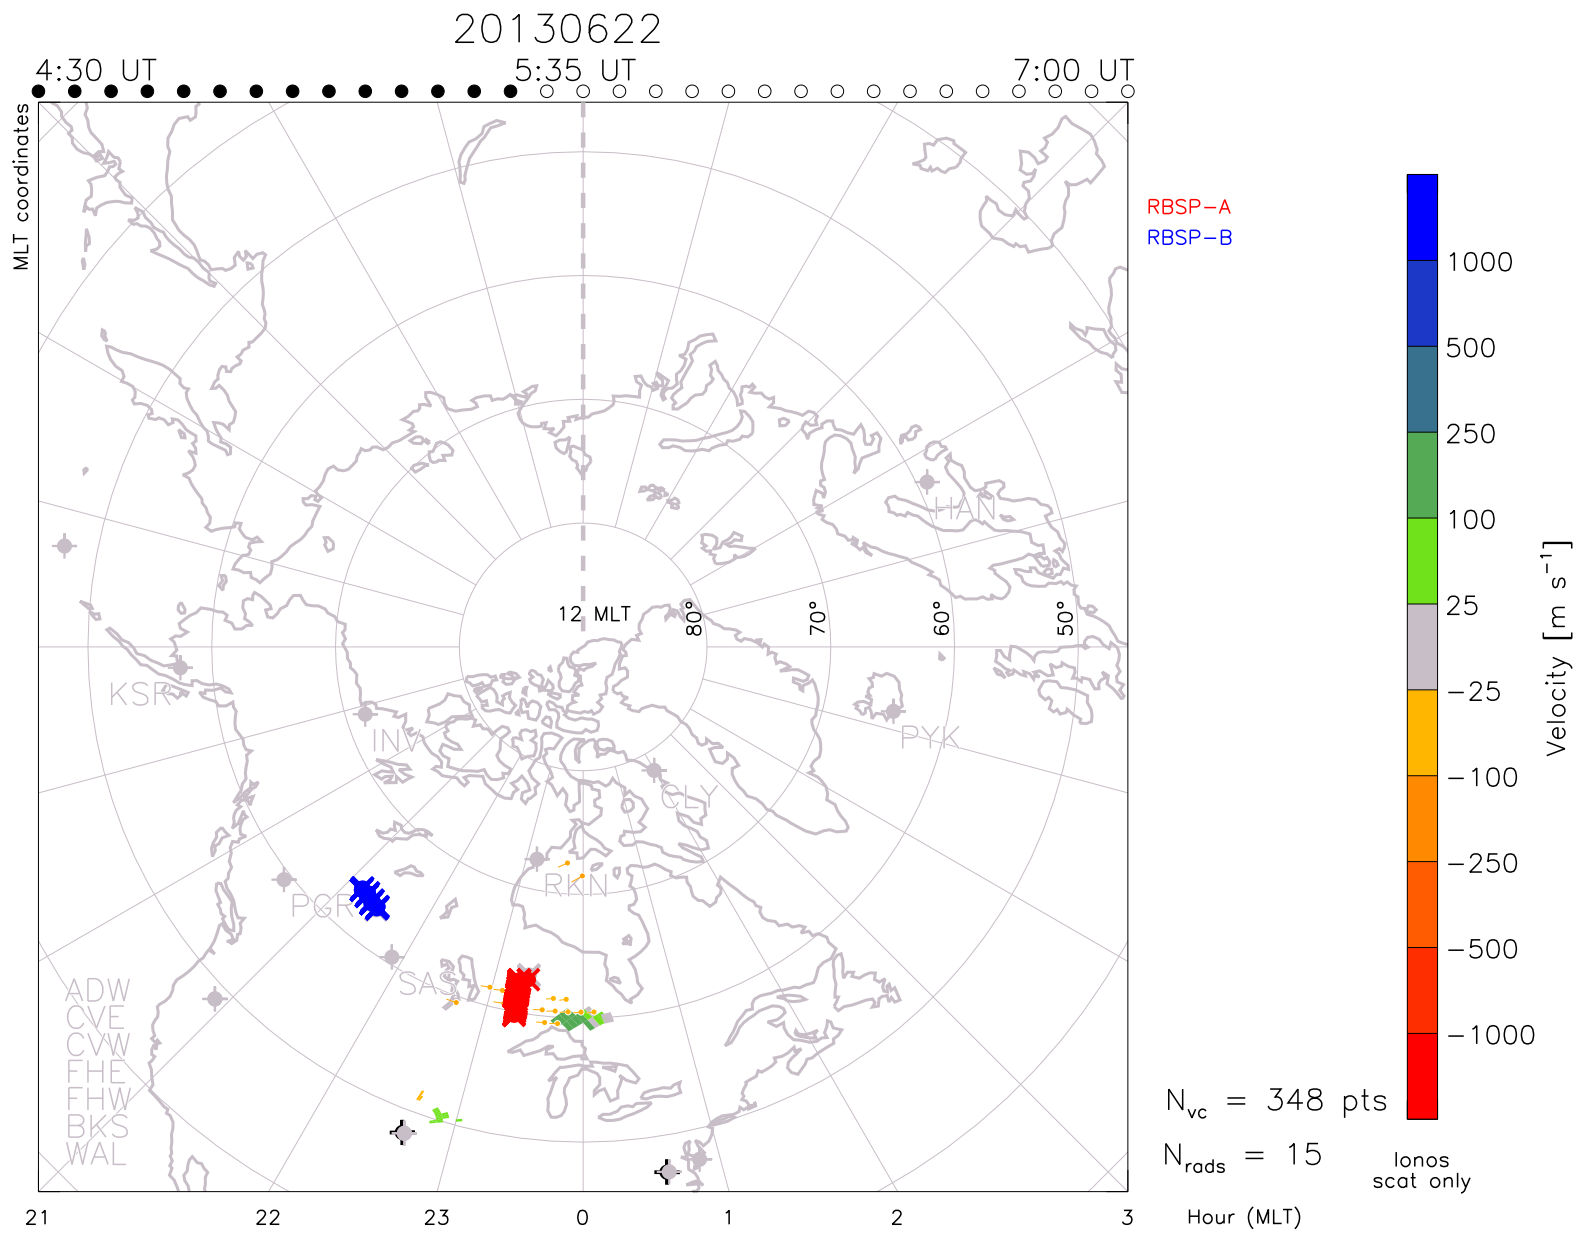 20130622
4:30 UT
5:35 UT
7:00 UT
MLT coordinates
RBSP-A
RBSP-B
1000
500
250
100
25
-25
-100
-250
-500
-1000
Velocity [m s⁻¹]
12 MLT
80°
70°
60°
50°
HAN
KSR
INV
PYK
CLY
RKN
PGR
SAS
ADW
CVE
CVW
FHE
FHW
BKS
WAL
Nvc = 348 pts
Nrads = 15
Ionos
scat only
21
22
23
0
1
2
3
Hour (MLT)